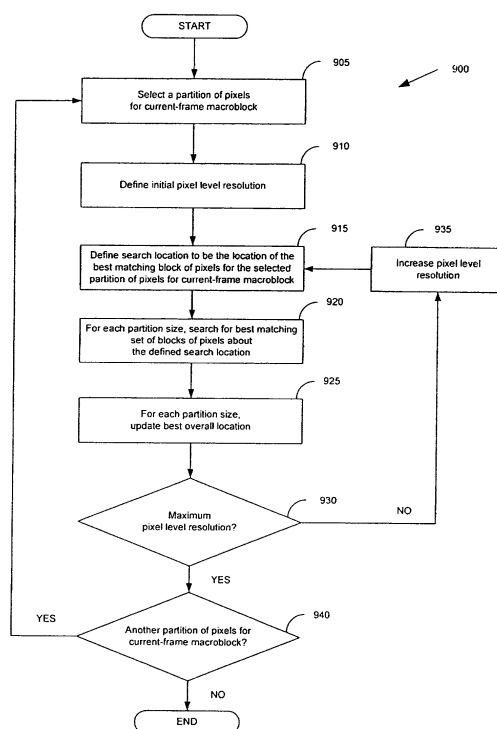 START
905
900
Select a partition of pixels
for current-frame macroblock
910
Define initial pixel level resolution
915
935
Define search location to be the location of the
best matching block of pixels for the selected
partition of pixels for current-frame macroblock
Increase pixel level
resolution
920
For each partition size, search for best matching
set of blocks of pixels about
the defined search location
925
For each partition size,
update best overall location
930
Maximum
pixel level resolution?
NO
YES
YES
940
Another partition of pixels for
current-frame macroblock?
NO
END